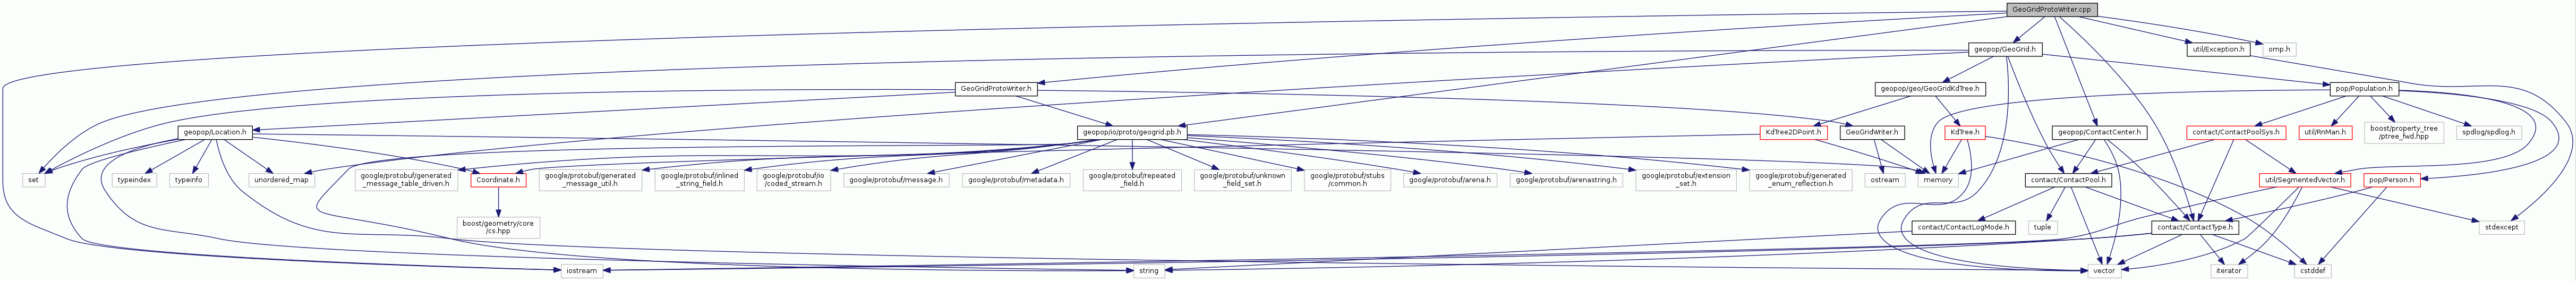 GeoGridProtoWriter.cpp
geopop/GeoGrid.h
util/Exception.h
omp.h
GeoGridProtoWriter.h
geopop/geo/GeoGridKdTree.h
pop/Population.h
geopop/Location.h
geopop/io/proto/geogrid.pb.h
KdTree2DPoint.h
GeoGridWriter.h
KdTree.h
geopop/ContactCenter.h
contact/ContactPoolSys.h
util/RnMan.h
boost/property_tree
/ptree_fwd.hpp
spdlog/spdlog.h
set
typeindex
typeinfo
unordered_map
google/protobuf/generated
_message_table_driven.h
Coordinate.h
google/protobuf/generated
_message_util.h
google/protobuf/inlined
_string_field.h
google/protobuf/io
/coded_stream.h
google/protobuf/message.h
google/protobuf/metadata.h
google/protobuf/repeated
_field.h
google/protobuf/unknown
_field_set.h
google/protobuf/stubs
/common.h
google/protobuf/arena.h
google/protobuf/arenastring.h
google/protobuf/extension
_set.h
google/protobuf/generated
_enum_reflection.h
ostream
memory
contact/ContactPool.h
util/SegmentedVector.h
pop/Person.h
boost/geometry/core
/cs.hpp
contact/ContactLogMode.h
tuple
contact/ContactType.h
stdexcept
iostream
string
vector
iterator
cstddef